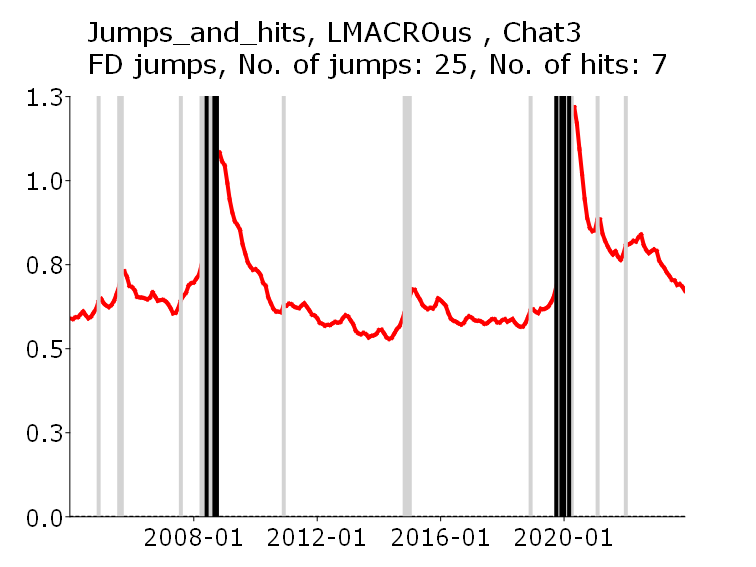 Jumps_and_hits, LMACROus , Chat3
FD jumps, No. of jumps: 25, No. of hits: 7
1.3
1.0
0.8
0.5
0.3
0.0
2008-01 2012-01 2016-01 2020-01